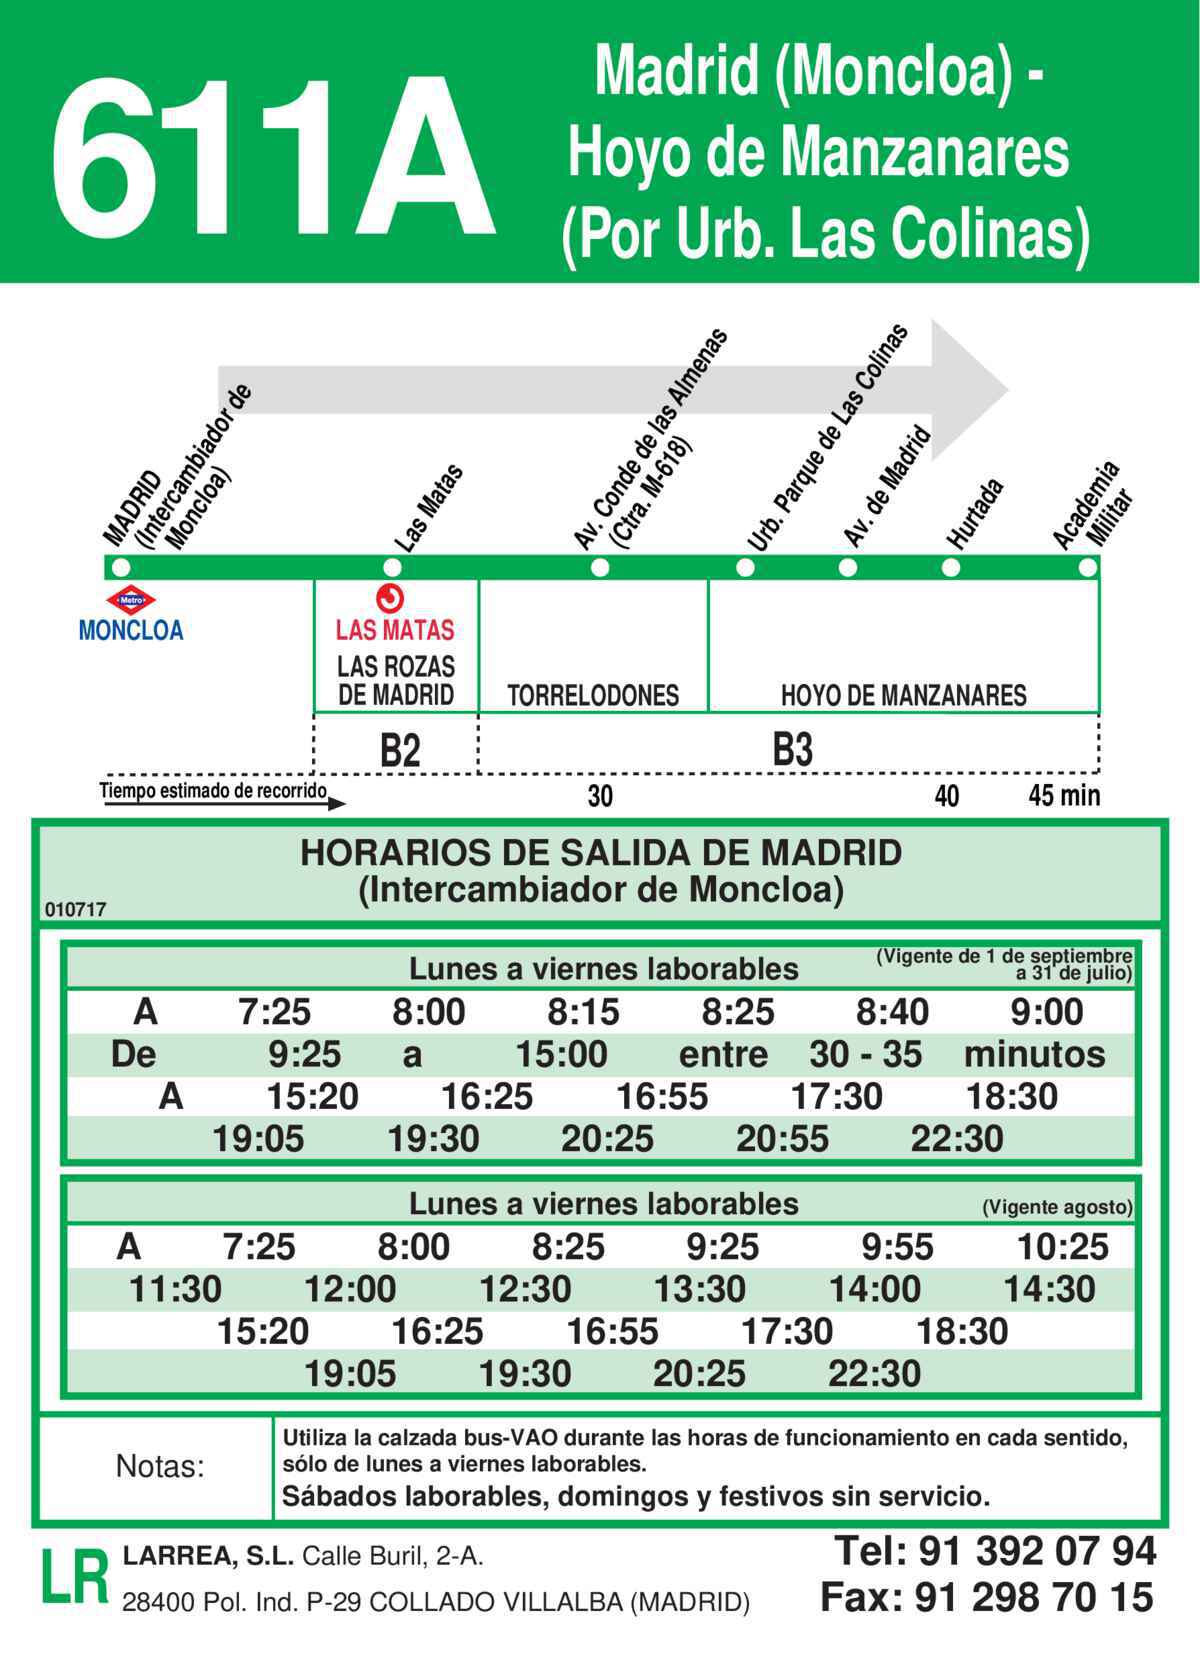 611A
Madrid (Moncloa) -
Hoyo de Manzanares
(Por Urb. Las Colinas)
MADRID
(Intercambiador de
Moncloa)
Las Matas
Av. Conde de las Almenas
(Ctra. M-618)
Urb. Parque de Las Colinas
Av. de Madrid
Hurtada
Academia
Militar
Metro
MONCLOA
LAS MATAS
LAS ROZAS
DE MADRID
TORRELODONES
HOYO DE MANZANARES
B2
B3
Tiempo estimado de recorrido
30
40
45 min
HORARIOS DE SALIDA DE MADRID
(Intercambiador de Moncloa)
010717
Lunes a viernes laborables
(Vigente de 1 de septiembre
a 31 de julio)
A 7:25 8:00 8:15 8:25 8:40 9:00
De 9:25 a 15:00 entre 30 - 35 minutos
A 15:20 16:25 16:55 17:30 18:30
19:05 19:30 20:25 20:55 22:30
Lunes a viernes laborables
(Vigente agosto)
A 7:25 8:00 8:25 9:25 9:55 10:25
11:30 12:00 12:30 13:30 14:00 14:30
15:20 16:25 16:55 17:30 18:30
19:05 19:30 20:25 22:30
Notas:
Utiliza la calzada bus-VAO durante las horas de funcionamiento en cada sentido,
sólo de lunes a viernes laborables.
Sábados laborables, domingos y festivos sin servicio.
LR
LARREA, S.L. Calle Buril, 2-A.
28400 Pol. Ind. P-29 COLLADO VILLALBA (MADRID)
Tel: 91 392 07 94
Fax: 91 298 70 15